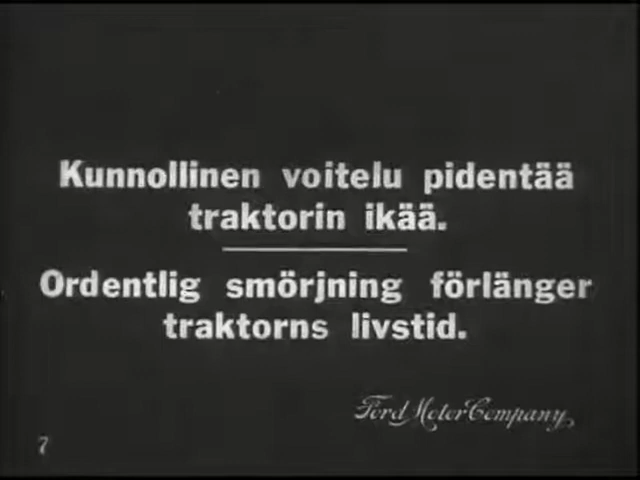 Kunnollinen voitelu pidentää
traktorin ikää.
Ordentlig smörjning förlänger
traktorns livstid.
Ford Motor Company
7